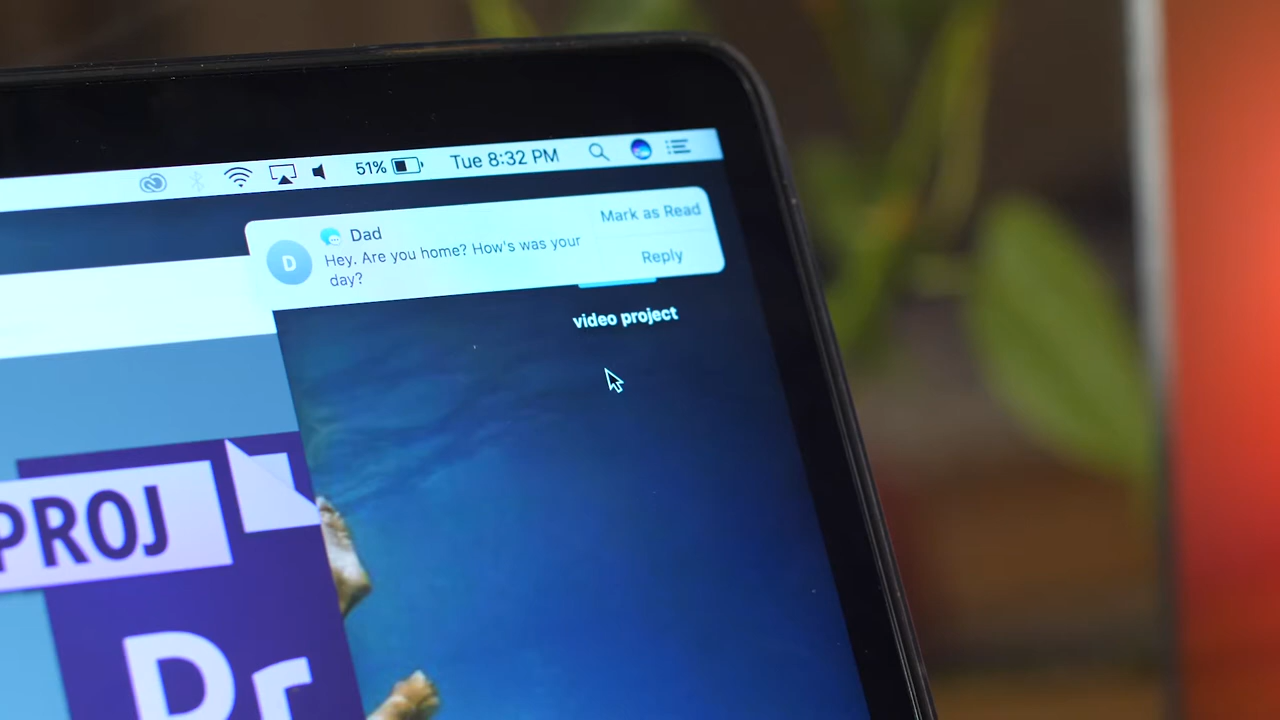 51% Tue 8:32 PM
D
Dad
Hey. Are you home? How's was your
day?
Mark as Read
Reply
video project
PROJ
Pr